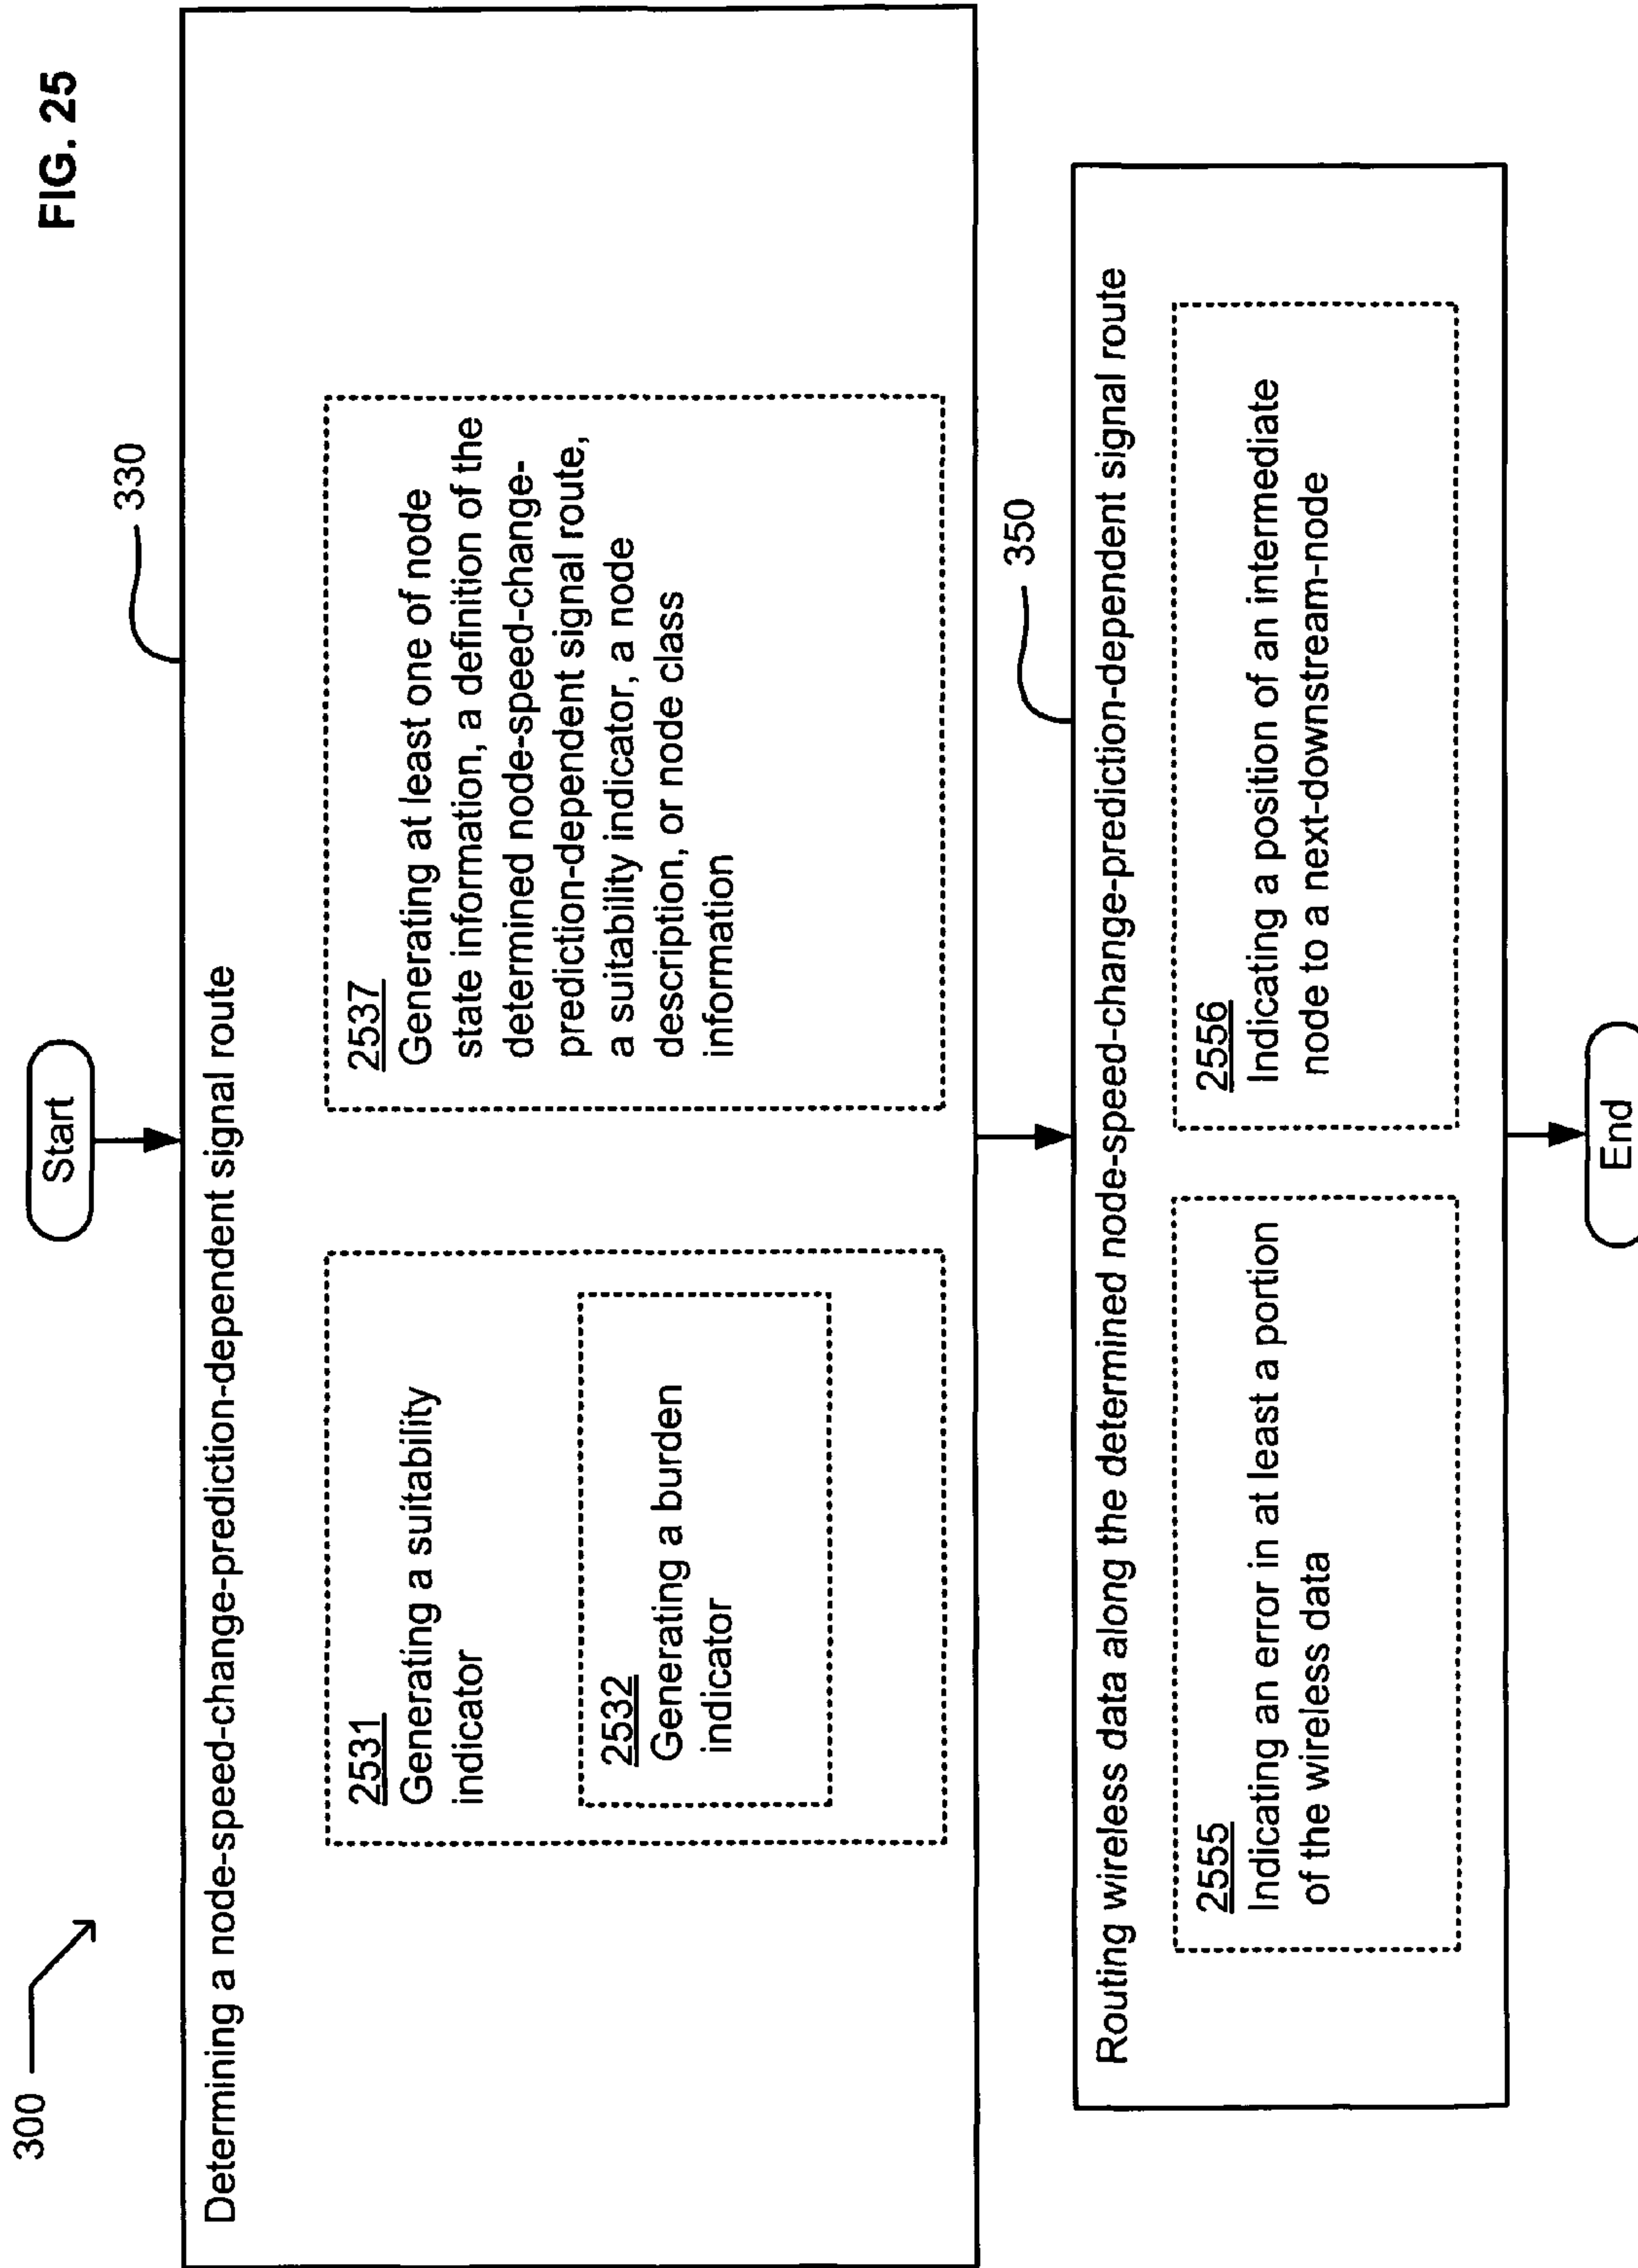 FIG. 25
300
Start
330
Determining a node-speed-change-prediction-dependent signal route
2531
Generating a suitability
indicator
2532
Generating a burden
indicator
2537
Generating at least one of node
state information, a definition of the
determined node-speed-change-
prediction-dependent signal route,
a suitability indicator, a node
description, or node class
information
350
Routing wireless data along the determined node-speed-change-prediction-dependent signal route
2555
Indicating an error in at least a portion
of the wireless data
2556
Indicating a position of an intermediate
node to a next-downstream-node
End